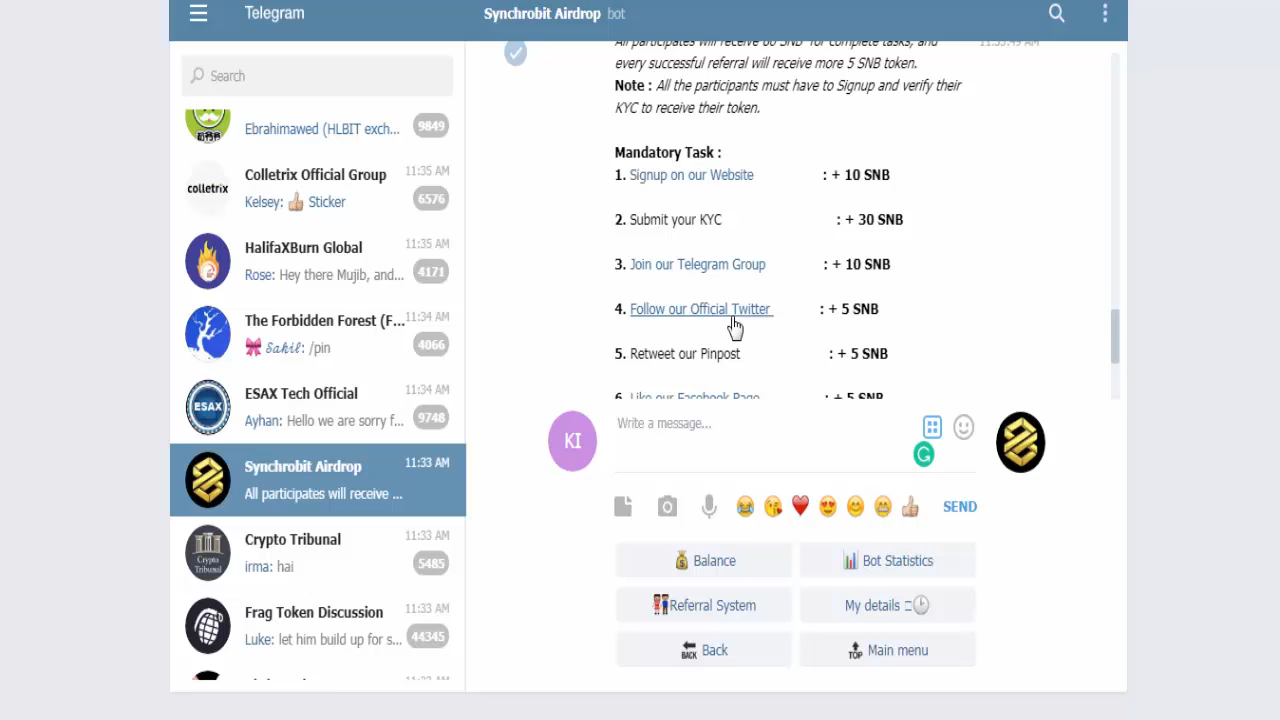 Telegram
Synchrobit Airdrop bot
Search
Ebrahimawed (HLBIT exch... 9849
Colletrix Official Group 11:35 AM
colletrix
Kelsey: 👍 Sticker 6576
HalifaXBurn Global 11:35 AM
Rose: Hey there Mujib, and... 4171
The Forbidden Forest (F... 11:34 AM
🎀 𝓢𝓪𝓱𝓲𝓵: /pin 4066
ESAX Tech Official 11:34 AM
ESAX
Ayhan: Hello we are sorry f... 9748
Synchrobit Airdrop 11:33 AM
All participates will receive ...
Crypto Tribunal 11:33 AM
Crypto Tribunal
irma: hai 5485
Frag Token Discussion 11:33 AM
Luke: let him build up for s... 44345
All participates will receive 60 SNB for complete tasks, and 11:33:49 AM
every successful referral will receive more 5 SNB token.
Note : All the participants must have to Signup and verify their
KYC to receive their token.
Mandatory Task :
1. Signup on our Website : + 10 SNB
2. Submit your KYC : + 30 SNB
3. Join our Telegram Group : + 10 SNB
4. Follow our Official Twitter : + 5 SNB
5. Retweet our Pinpost : + 5 SNB
6. Like our Facebook Page : + 5 SNB
KI
Write a message...
SEND
💰 Balance
📊 Bot Statistics
👫Referral System
My details □🕑
🔙 Back
🔝 Main menu